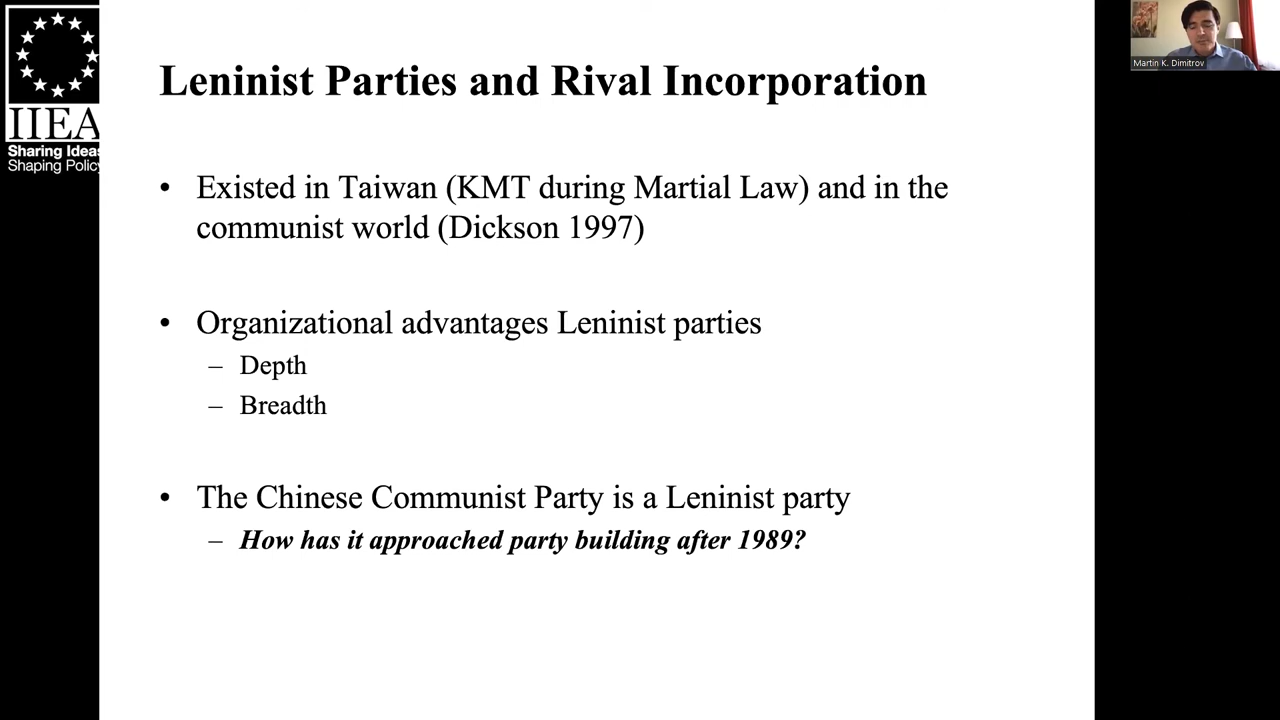 Leninist Parties and Rival Incorporation
• Existed in Taiwan (KMT during Martial Law) and in the
communist world (Dickson 1997)
• Organizational advantages Leninist parties
– Depth
– Breadth
• The Chinese Communist Party is a Leninist party
– How has it approached party building after 1989?
IIEA
Sharing Ideas
Shaping Policy
Martin K. Dimitrov